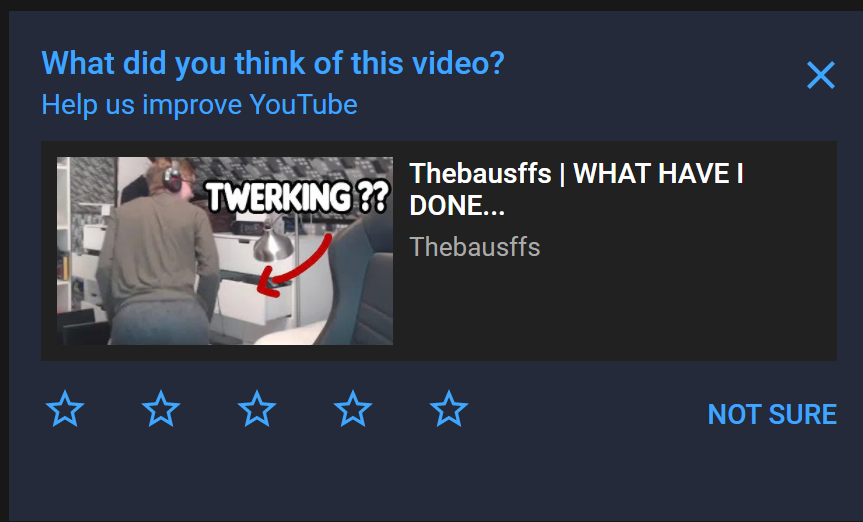 What did you think of this video?
Help us improve YouTube
TWERKING ??
Thebausffs | WHAT HAVE I
DONE...
Thebausffs
NOT SURE